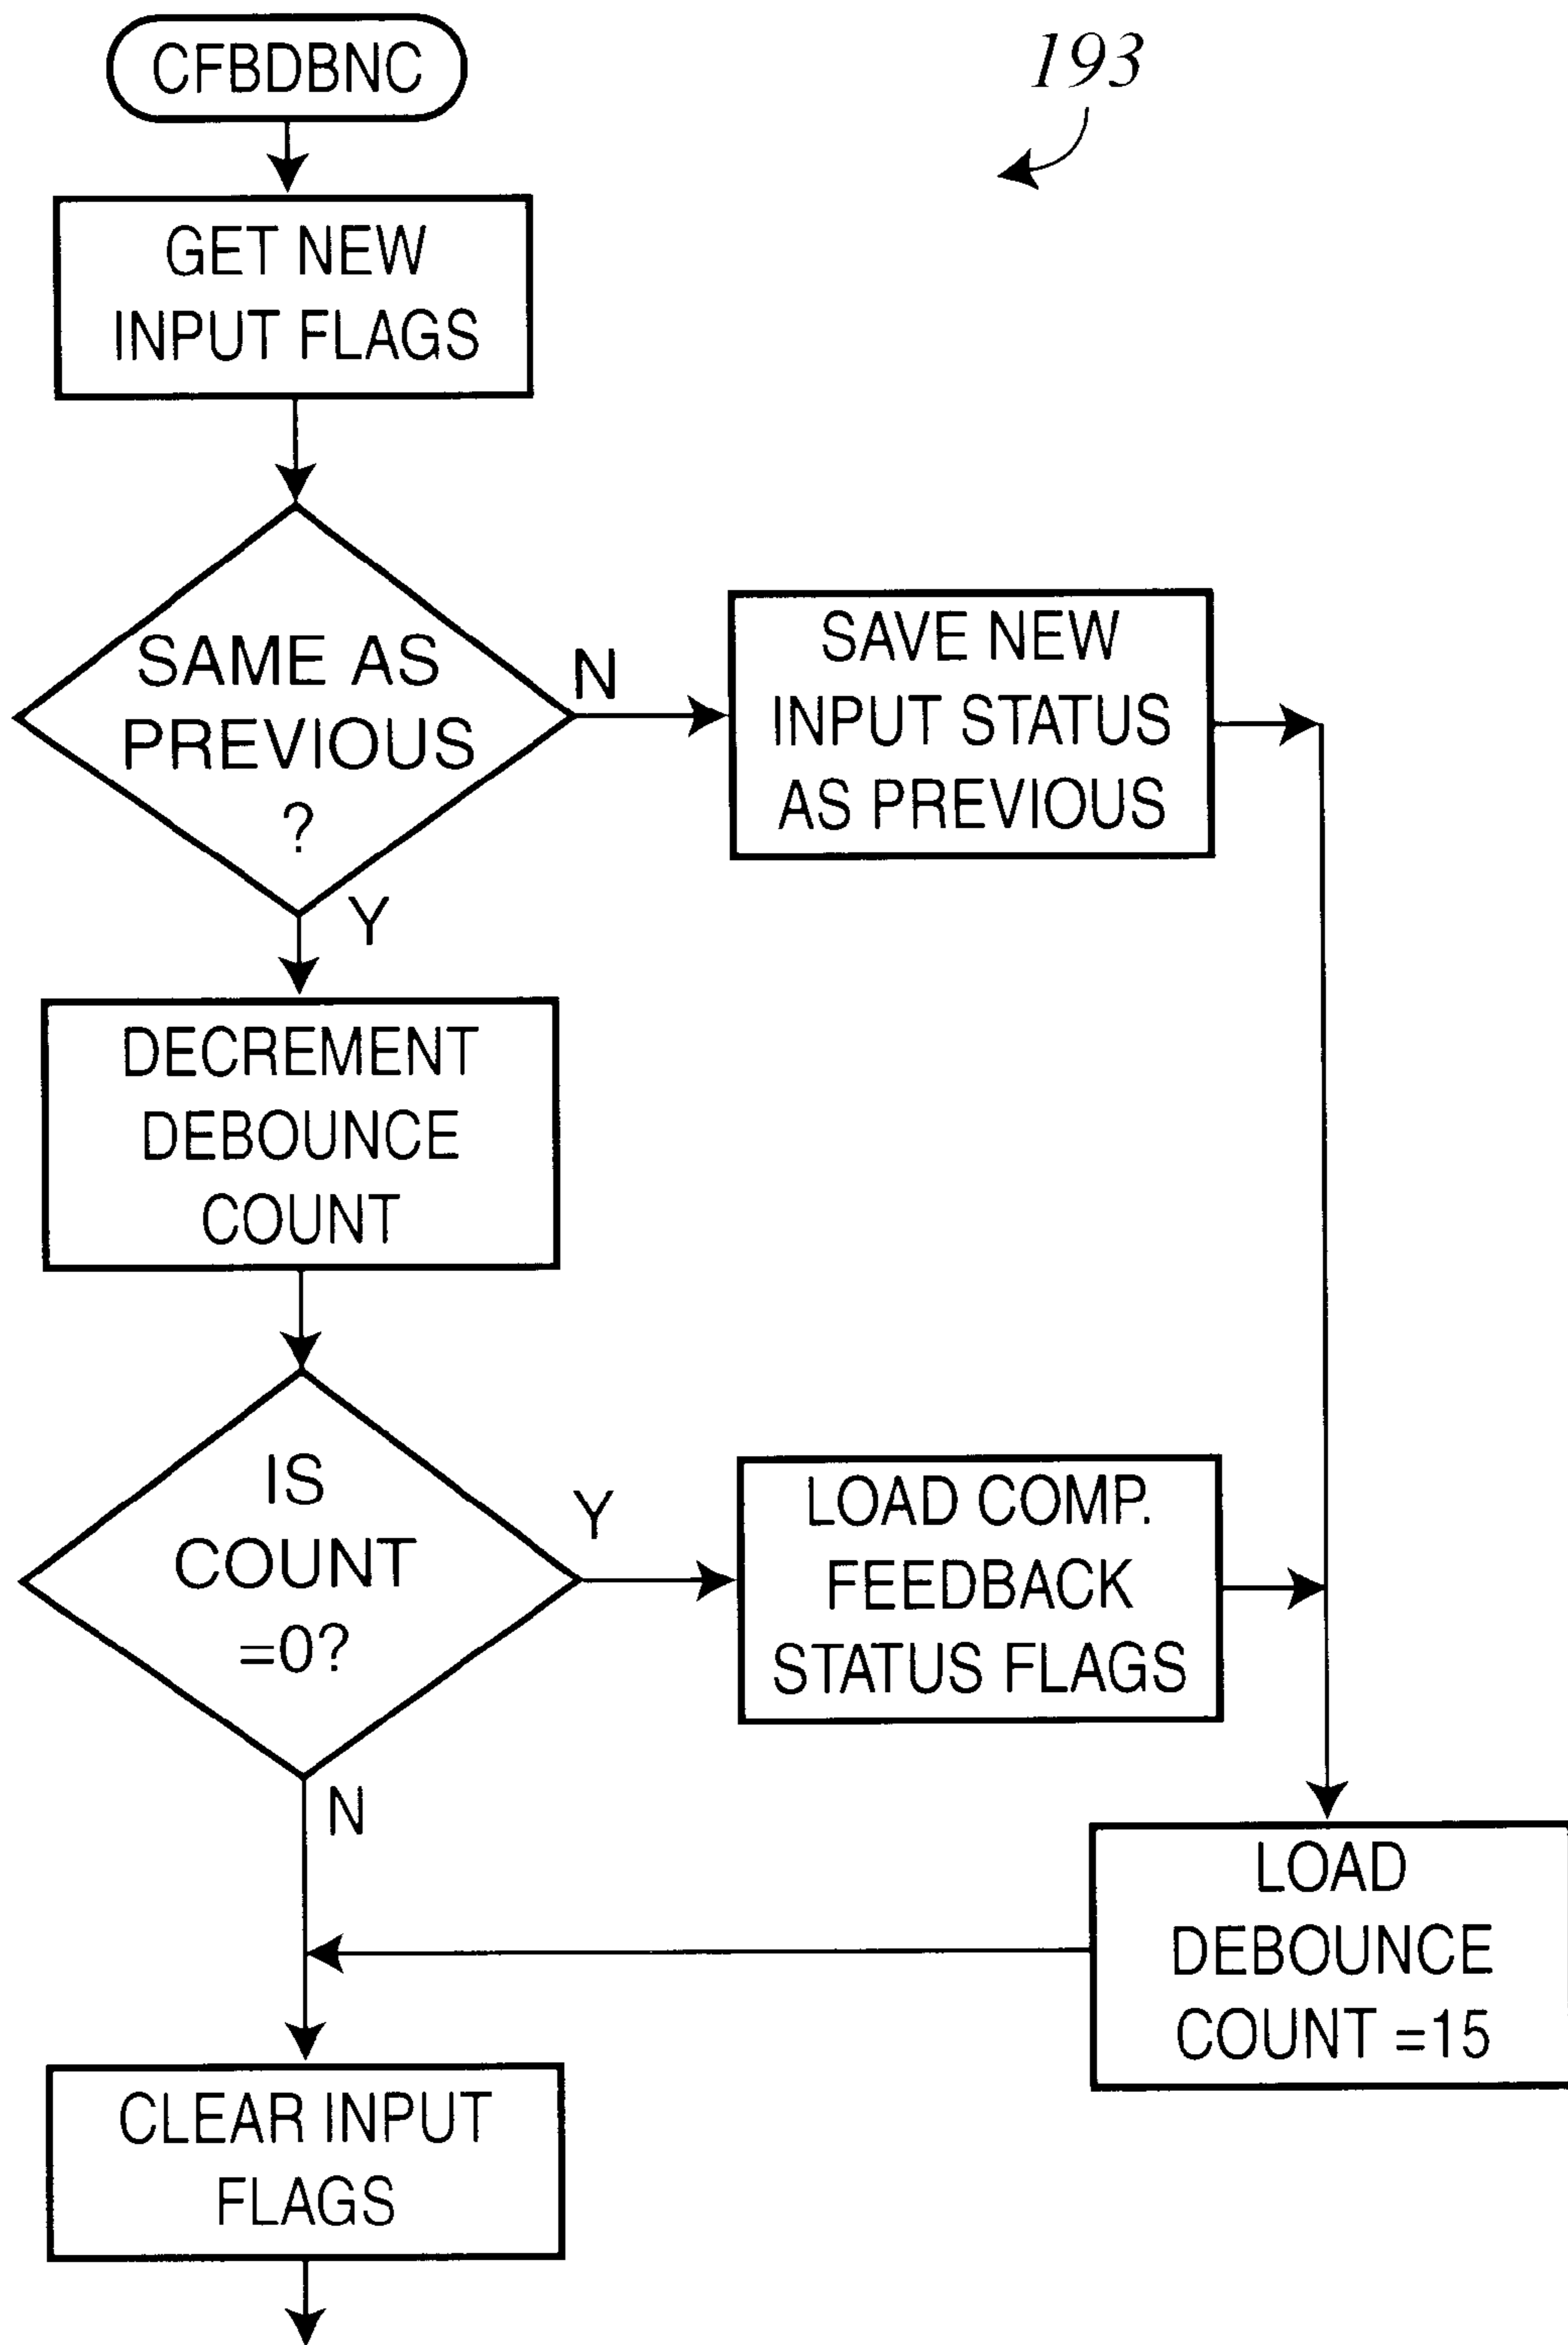 CFBDBNC
193
GET NEW
INPUT FLAGS
SAME AS
PREVIOUS
?
N
SAVE NEW
INPUT STATUS
AS PREVIOUS
Y
DECREMENT
DEBOUNCE
COUNT
IS
COUNT
=0?
Y
LOAD COMP.
FEEDBACK
STATUS FLAGS
N
LOAD
DEBOUNCE
COUNT =15
CLEAR INPUT
FLAGS